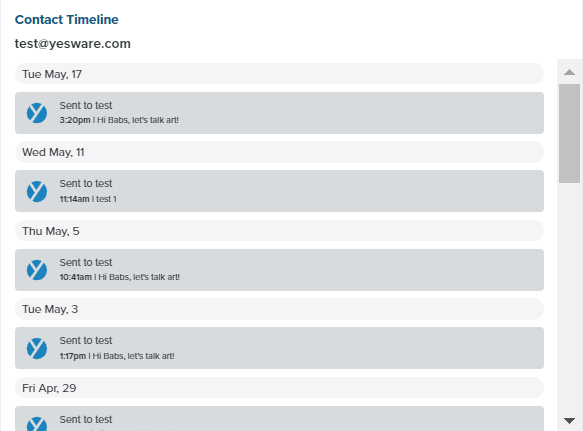 Contact Timeline
test@yesware.com
Tue May, 17
Sent to test
3:20pm | Hi Babs, let's talk art!
Wed May, 11
Sent to test
11:14am | test 1
Thu May, 5
Sent to test
10:41am | Hi Babs, let's talk art!
Tue May, 3
Sent to test
1:17pm | Hi Babs, let's talk art!
Fri Apr, 29
Sent to test